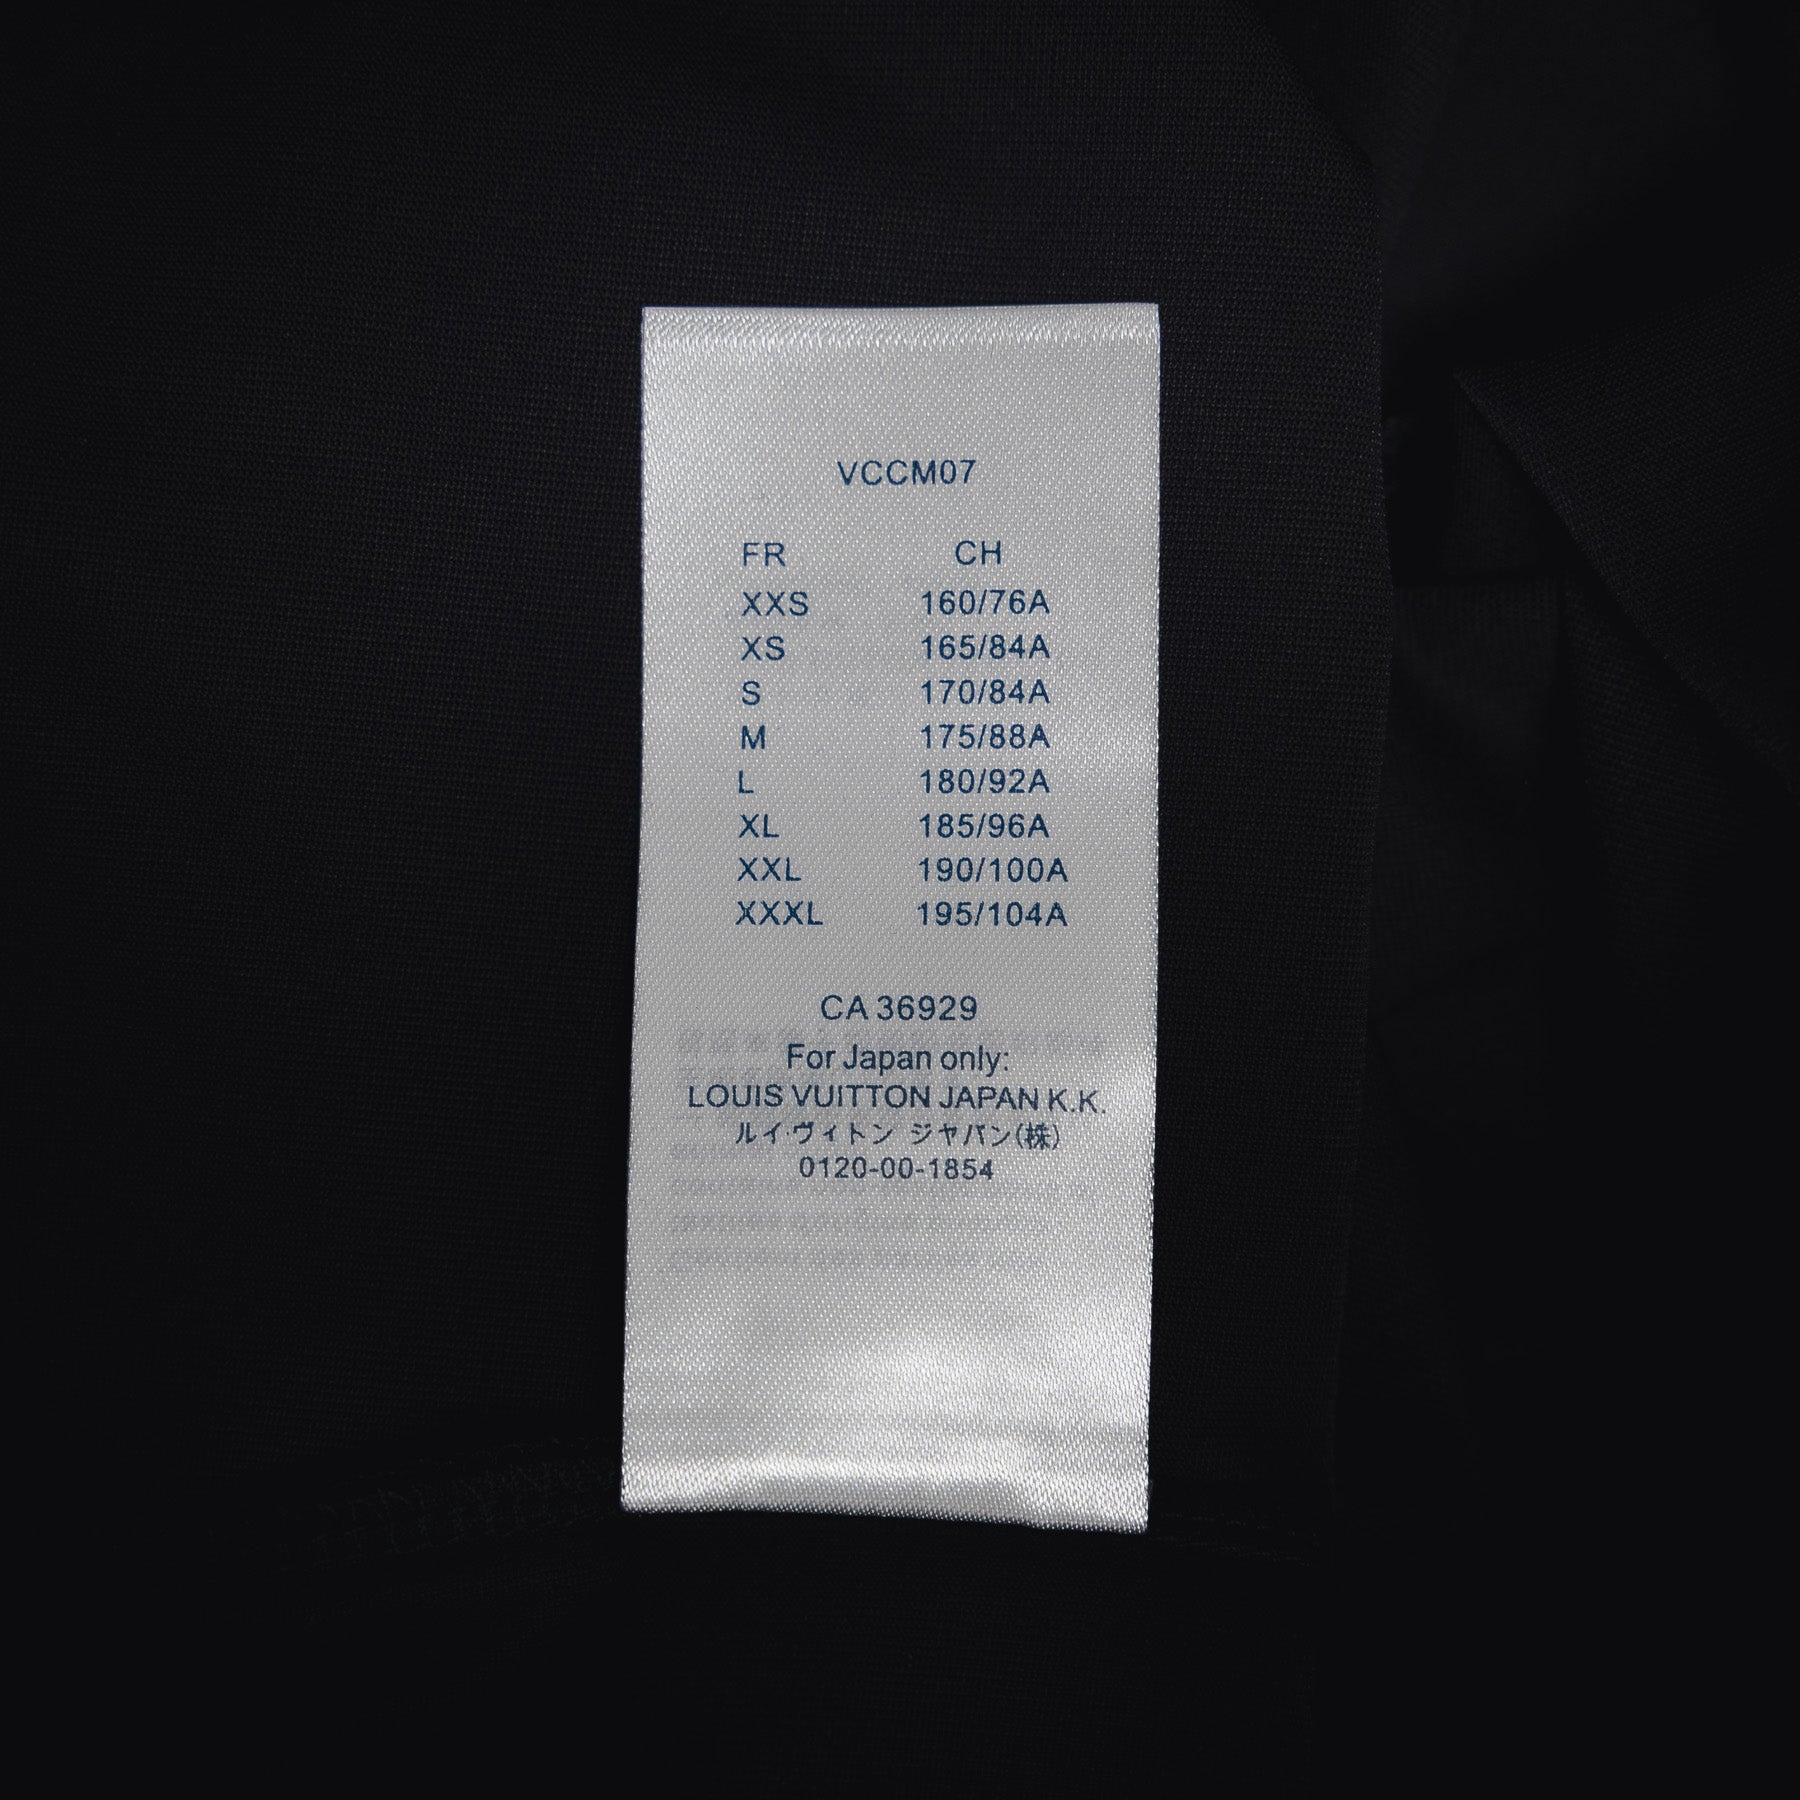 VCCM07
FR CH
XXS 160/76A
XS 165/84A
S 170/84A
M 175/88A
L 180/92A
XL 185/96A
XXL 190/100A
XXXL 195/104A
CA 36929
For Japan only:
LOUIS VUITTON JAPAN K.K.
ルイ·ヴィトン ジャパン(株)
0120-00-1854